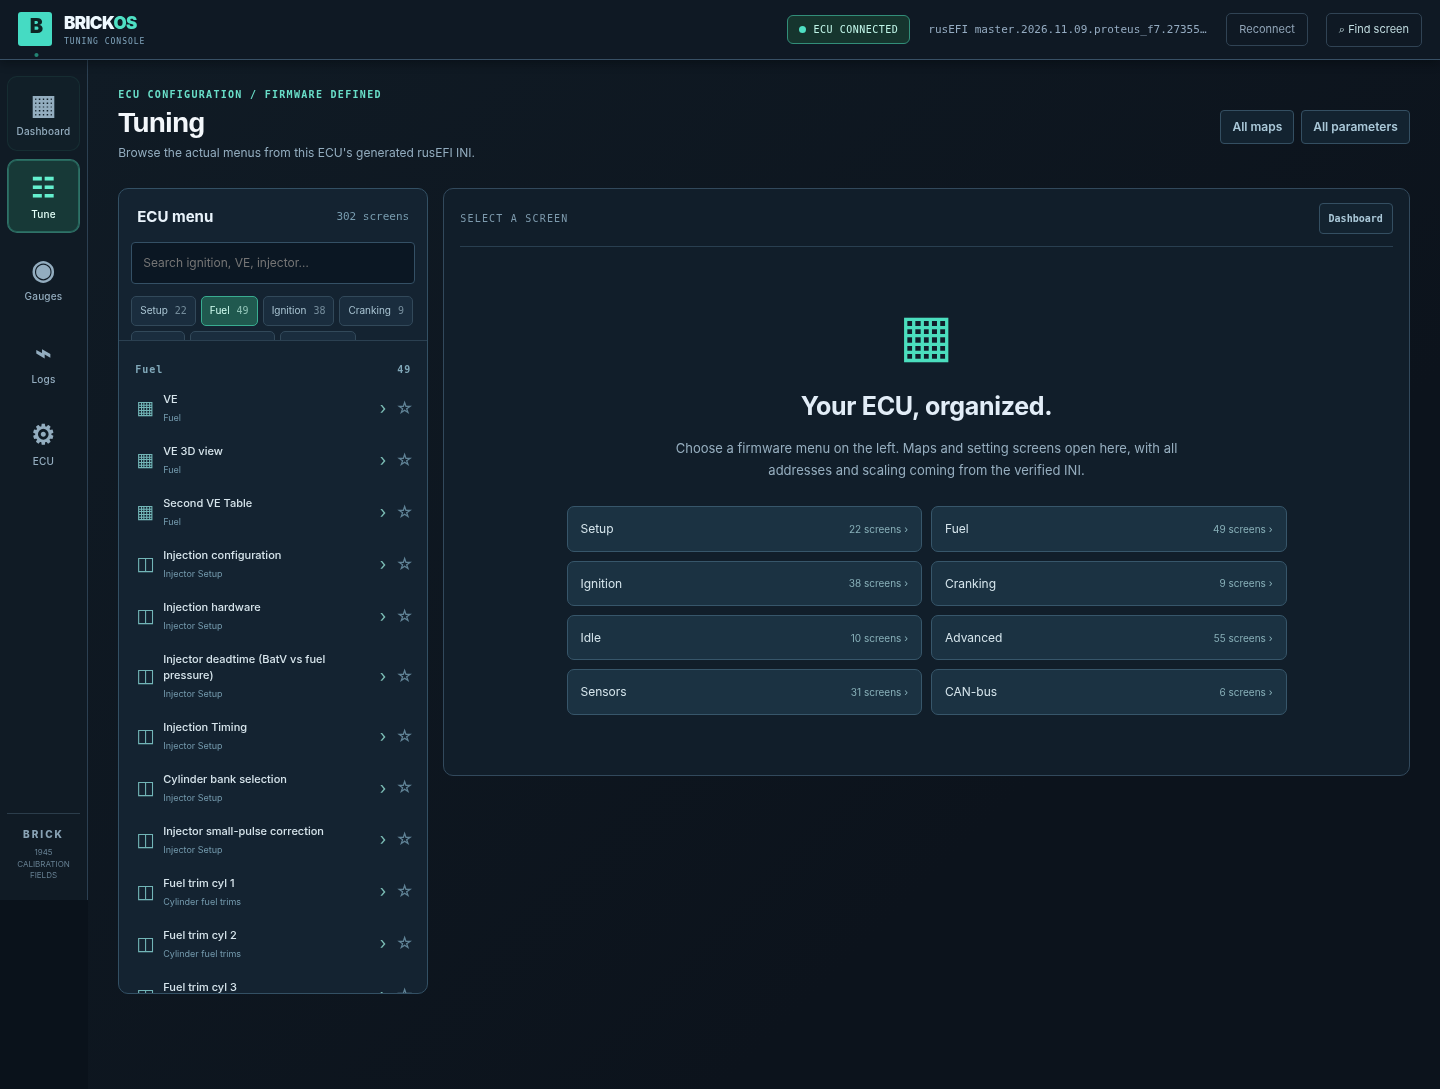 B
BRICKOS
TUNING CONSOLE
ECU CONNECTED
rusEFI master.2026.11.09.proteus_f7.27355…
Reconnect
⌕ Find screen
Dashboard
Tune
Gauges
Logs
ECU
BRICK
1945
CALIBRATION
FIELDS
ECU CONFIGURATION / FIRMWARE DEFINED
Tuning
Browse the actual menus from this ECU's generated rusEFI INI.
All maps
All parameters
ECU menu
302 screens
Search ignition, VE, injector...
Setup 22
Fuel 49
Ignition 38
Cranking 9
Fuel 49
VE
Fuel
VE 3D view
Fuel
Second VE Table
Fuel
Injection configuration
Injector Setup
Injection hardware
Injector Setup
Injector deadtime (BatV vs fuel
pressure)
Injector Setup
Injection Timing
Injector Setup
Cylinder bank selection
Injector Setup
Injector small-pulse correction
Injector Setup
Fuel trim cyl 1
Cylinder fuel trims
Fuel trim cyl 2
Cylinder fuel trims
Fuel trim cyl 3
SELECT A SCREEN
Dashboard
Your ECU, organized.
Choose a firmware menu on the left. Maps and setting screens open here, with all
addresses and scaling coming from the verified INI.
Setup 22 screens ›
Fuel 49 screens ›
Ignition 38 screens ›
Cranking 9 screens ›
Idle 10 screens ›
Advanced 55 screens ›
Sensors 31 screens ›
CAN-bus 6 screens ›